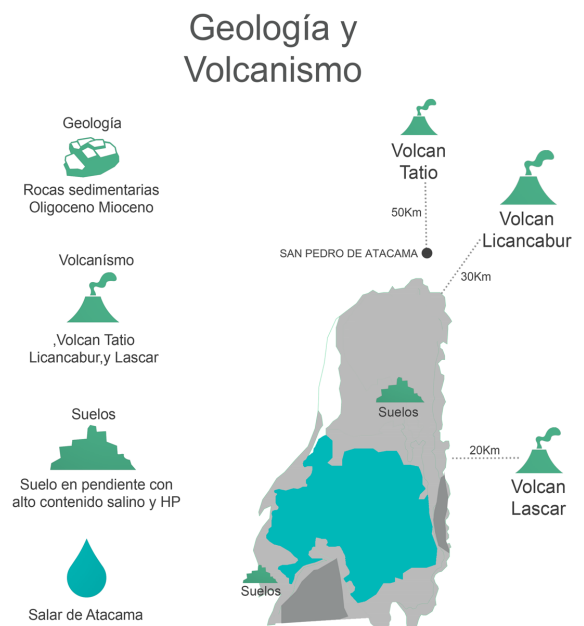 Geología y
Volcanismo
Geología
Rocas sedimentarias
Oligoceno Mioceno
Volcanísmo
,Volcan Tatio
Licancabur,y Lascar
Suelos
Suelo en pendiente con
alto contenido salino y HP
Salar de Atacama
Volcan
Tatio
50Km
SAN PEDRO DE ATACAMA
Volcan
Licancabur
30Km
Suelos
20Km
Volcan
Lascar
Suelos